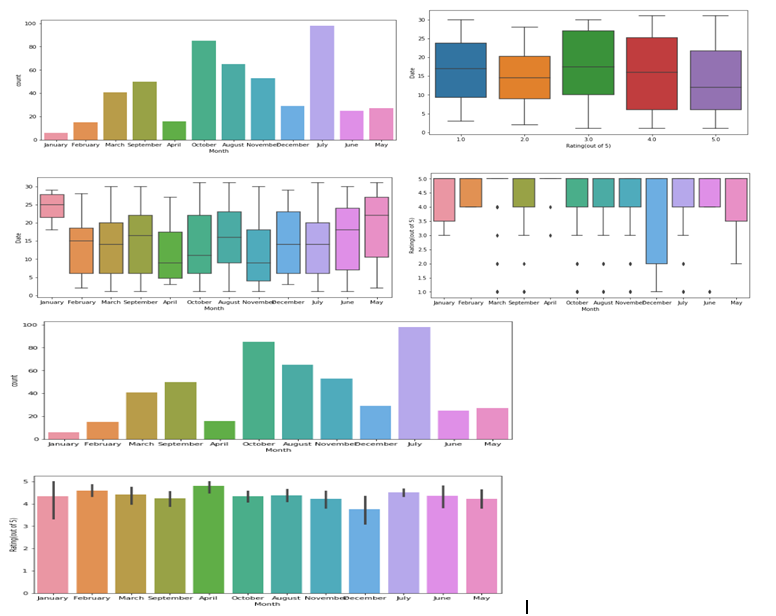 100
80
60
40
20
0
count
January February March September April October August November December July June May
Month
30
25
20
15
10
5
0
Date
1.0 2.0 3.0 4.0 5.0
Rating(out of 5)
30
25
20
15
10
5
0
Date
January February March September April October August November December July June May
Month
5.0
4.5
4.0
3.5
3.0
2.5
2.0
1.5
1.0
Rating(out of 5)
January February March September April October August November December July June May
Month
100
80
60
40
20
0
count
January February March September April October August November December July June May
Month
5
4
3
2
1
0
Rating(out of 5)
January February March September April October August November December July June May
Month